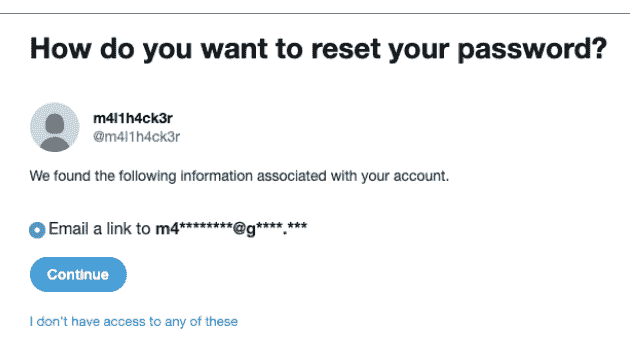 How do you want to reset your password?
m4l1h4ck3r
@m4l1h4ck3r
We found the following information associated with your account.
Email a link to m4********@g****.***
Continue
I don't have access to any of these